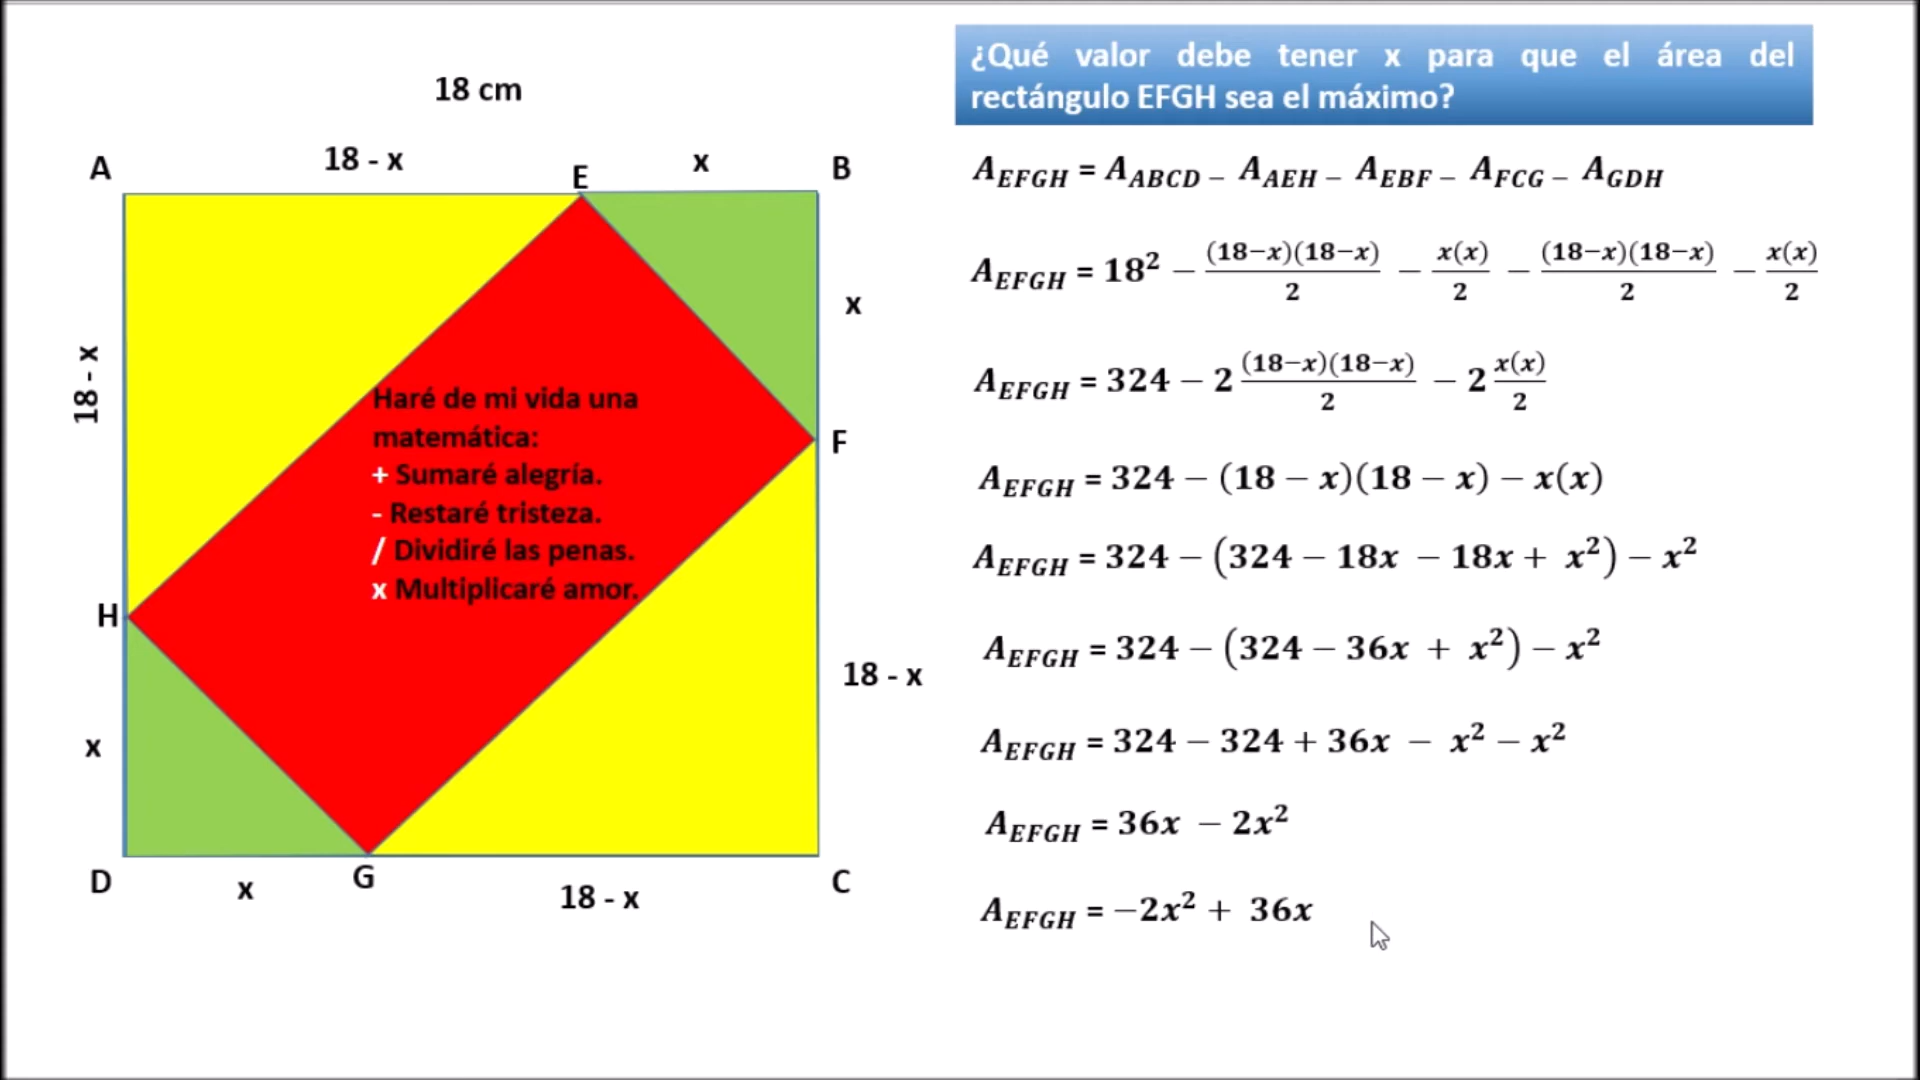 18 cm
18 - x
x
A
E
B
18 - x
x
Haré de mi vida una
matemática:
+ Sumaré alegría.
- Restaré tristeza.
/ Dividiré las penas.
x Multiplicaré amor.
F
H
18 - x
x
D
x
G
18 - x
C
¿Qué valor debe tener x para que el área del
rectángulo EFGH sea el máximo?
A_EFGH = A_ABCD − A_AEH − A_EBF − A_FCG − A_GDH
A_EFGH = 18² − (18−x)(18−x)/2 − x(x)/2 − (18−x)(18−x)/2 − x(x)/2
A_EFGH = 324 − 2 (18−x)(18−x)/2 − 2 x(x)/2
A_EFGH = 324 − (18 − x)(18 − x) − x(x)
A_EFGH = 324 − (324 − 18x − 18x + x²) − x²
A_EFGH = 324 − (324 − 36x + x²) − x²
A_EFGH = 324 − 324 + 36x − x² − x²
A_EFGH = 36x − 2x²
A_EFGH = −2x² + 36x